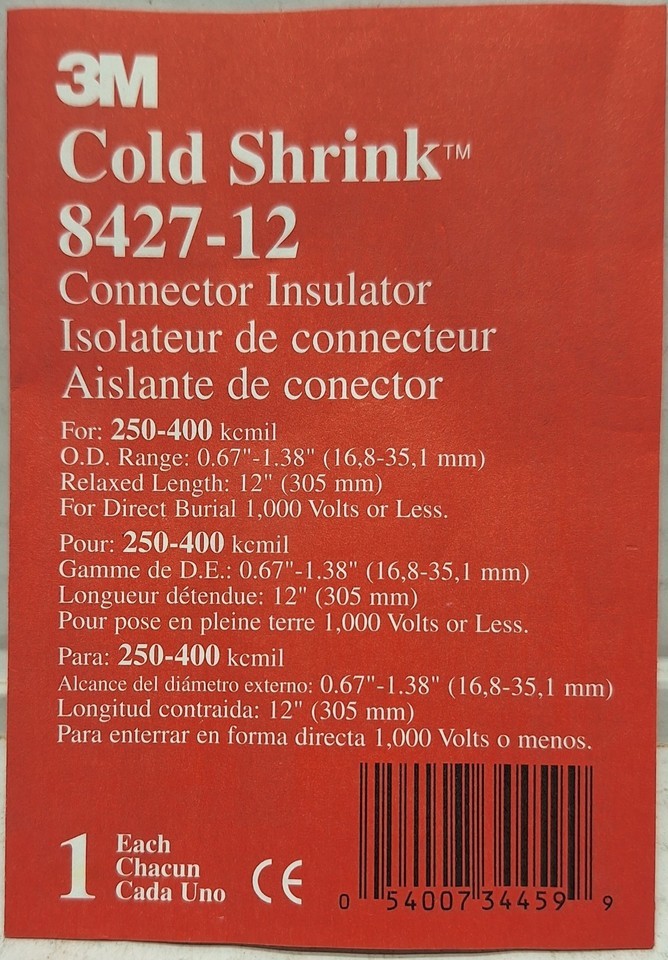 3M
Cold Shrink™
8427-12
Connector Insulator
Isolateur de connecteur
Aislante de conector
For: 250-400 kcmil
O.D. Range: 0.67"-1.38" (16,8-35,1 mm)
Relaxed Length: 12" (305 mm)
For Direct Burial 1,000 Volts or Less.
Pour: 250-400 kcmil
Gamme de D.E.: 0.67"-1.38" (16,8-35,1 mm)
Longueur détendue: 12" (305 mm)
Pour pose en pleine terre 1,000 Volts or Less.
Para: 250-400 kcmil
Alcance del diámetro externo: 0.67"-1.38" (16,8-35,1 mm)
Longitud contraida: 12" (305 mm)
Para enterrar en forma directa 1,000 Volts o menos.
1 Each
Chacun
Cada Uno
CE
0 54007 34459 9